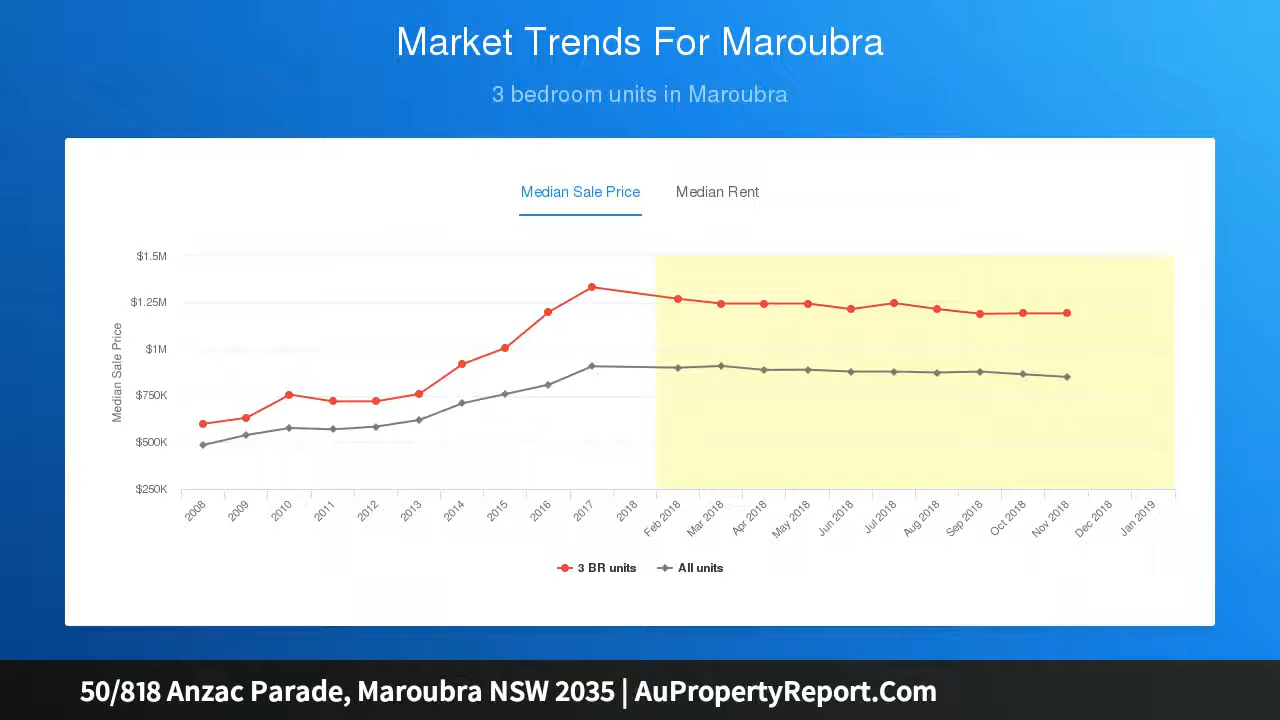 Market Trends For Maroubra
3 bedroom units in Maroubra
Median Sale Price Median Rent
$1.5M
$1.25M
$1M
$750K
$500K
$250K
Median Sale Price
2008 2009 2010 2011 2012 2013 2014 2015 2016 2017 2018 Feb 2018 Mar 2018 Apr 2018 May 2018 Jun 2018 Jul 2018 Aug 2018 Sep 2018 Oct 2018 Nov 2018 Dec 2018 Jan 2019
3 BR units All units
50/818 Anzac Parade, Maroubra NSW 2035 | AuPropertyReport.Com